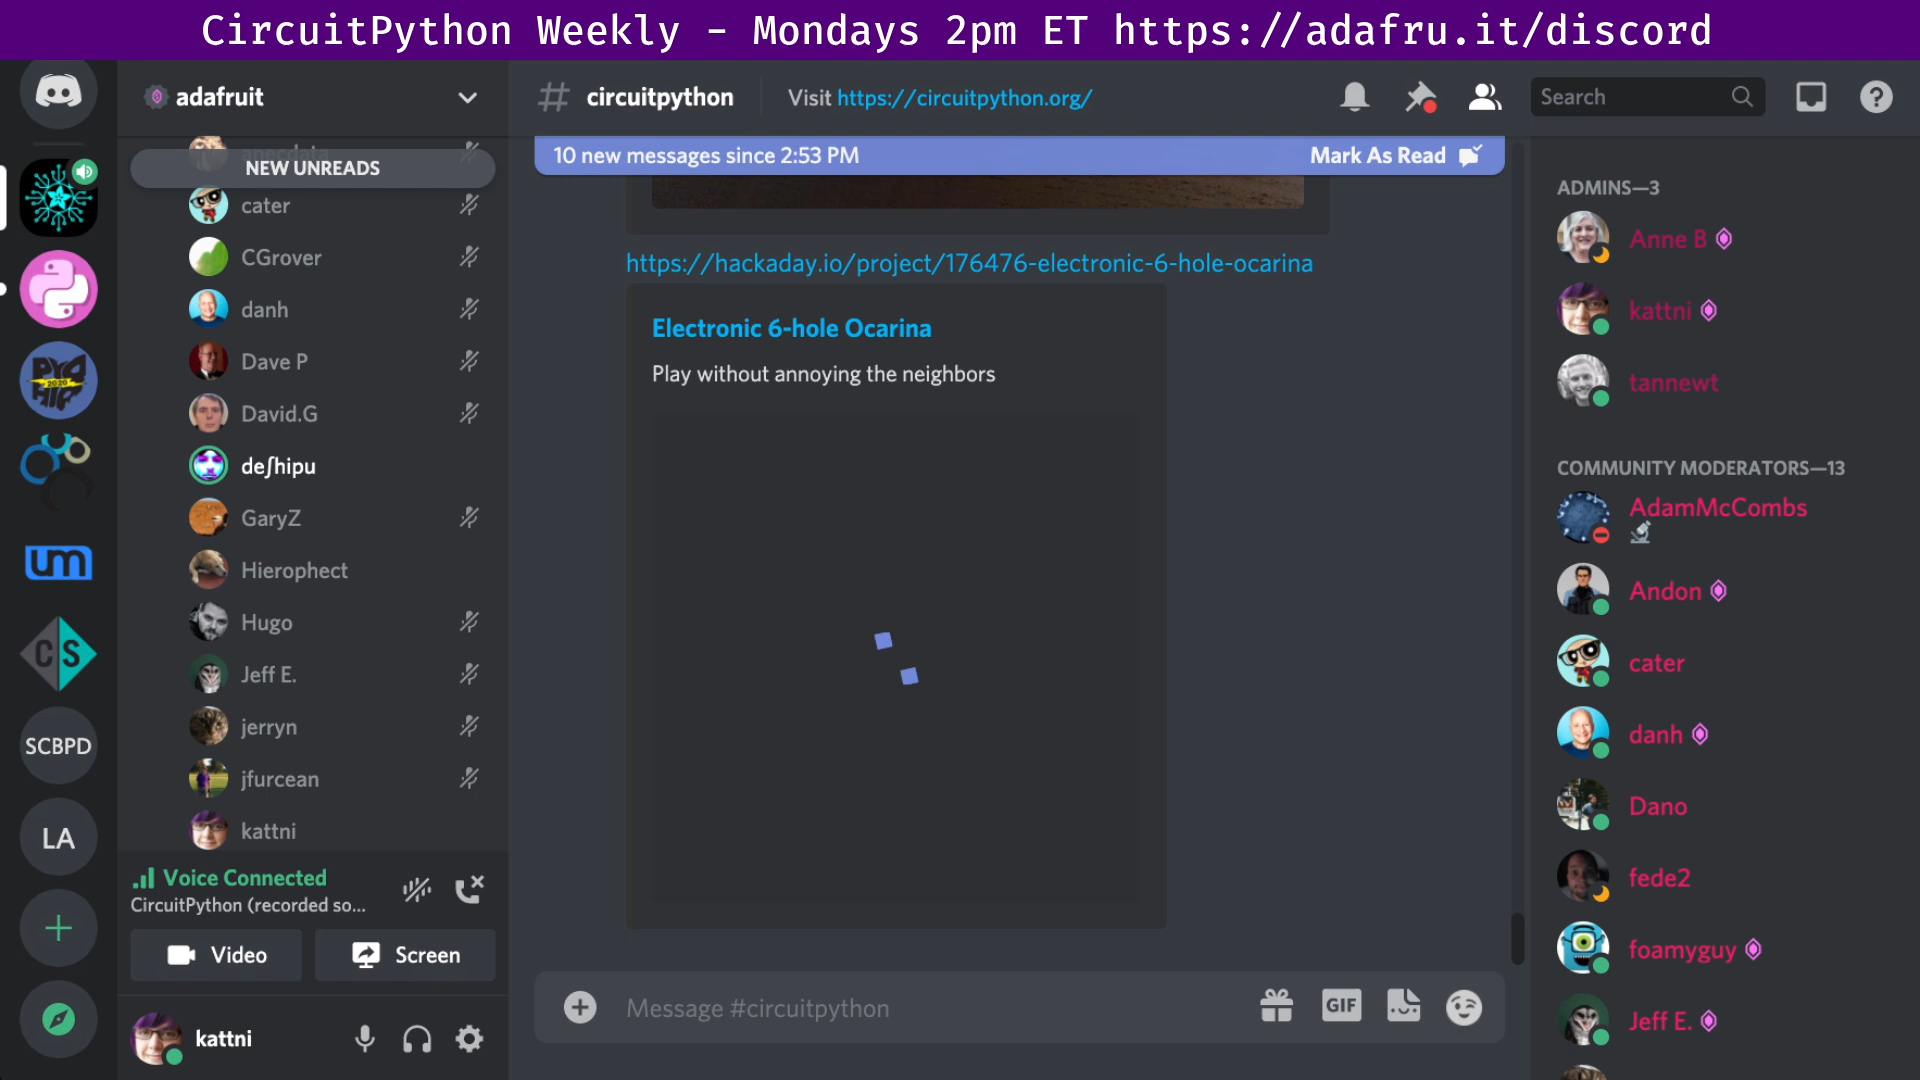 CircuitPython Weekly - Mondays 2pm ET https://adafru.it/discord
adafruit
circuitpython
Visit https://circuitpython.org/
Search
NEW UNREADS
cater
CGrover
danh
Dave P
David.G
deʃhipu
GaryZ
Hierophect
Hugo
Jeff E.
jerryn
jfurcean
kattni
Voice Connected
CircuitPython (recorded so...
Video
Screen
kattni
2020
um
CS
SCBPD
LA
10 new messages since 2:53 PM
Mark As Read
https://hackaday.io/project/176476-electronic-6-hole-ocarina
Electronic 6-hole Ocarina
Play without annoying the neighbors
Message #circuitpython
GIF
ADMINS—3
Anne B
kattni
tannewt
COMMUNITY MODERATORS—13
AdamMcCombs
Andon
cater
danh
Dano
fede2
foamyguy
Jeff E.